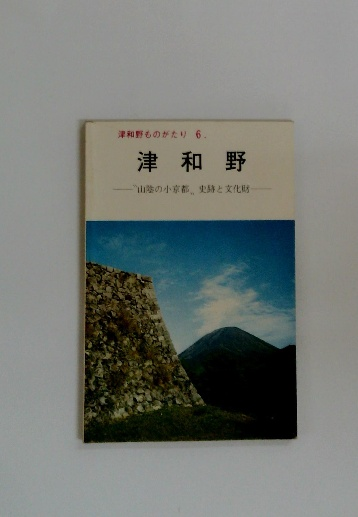 津和野ものがたり 6.
津和野
——『山陰の小京都』史跡と文化財——